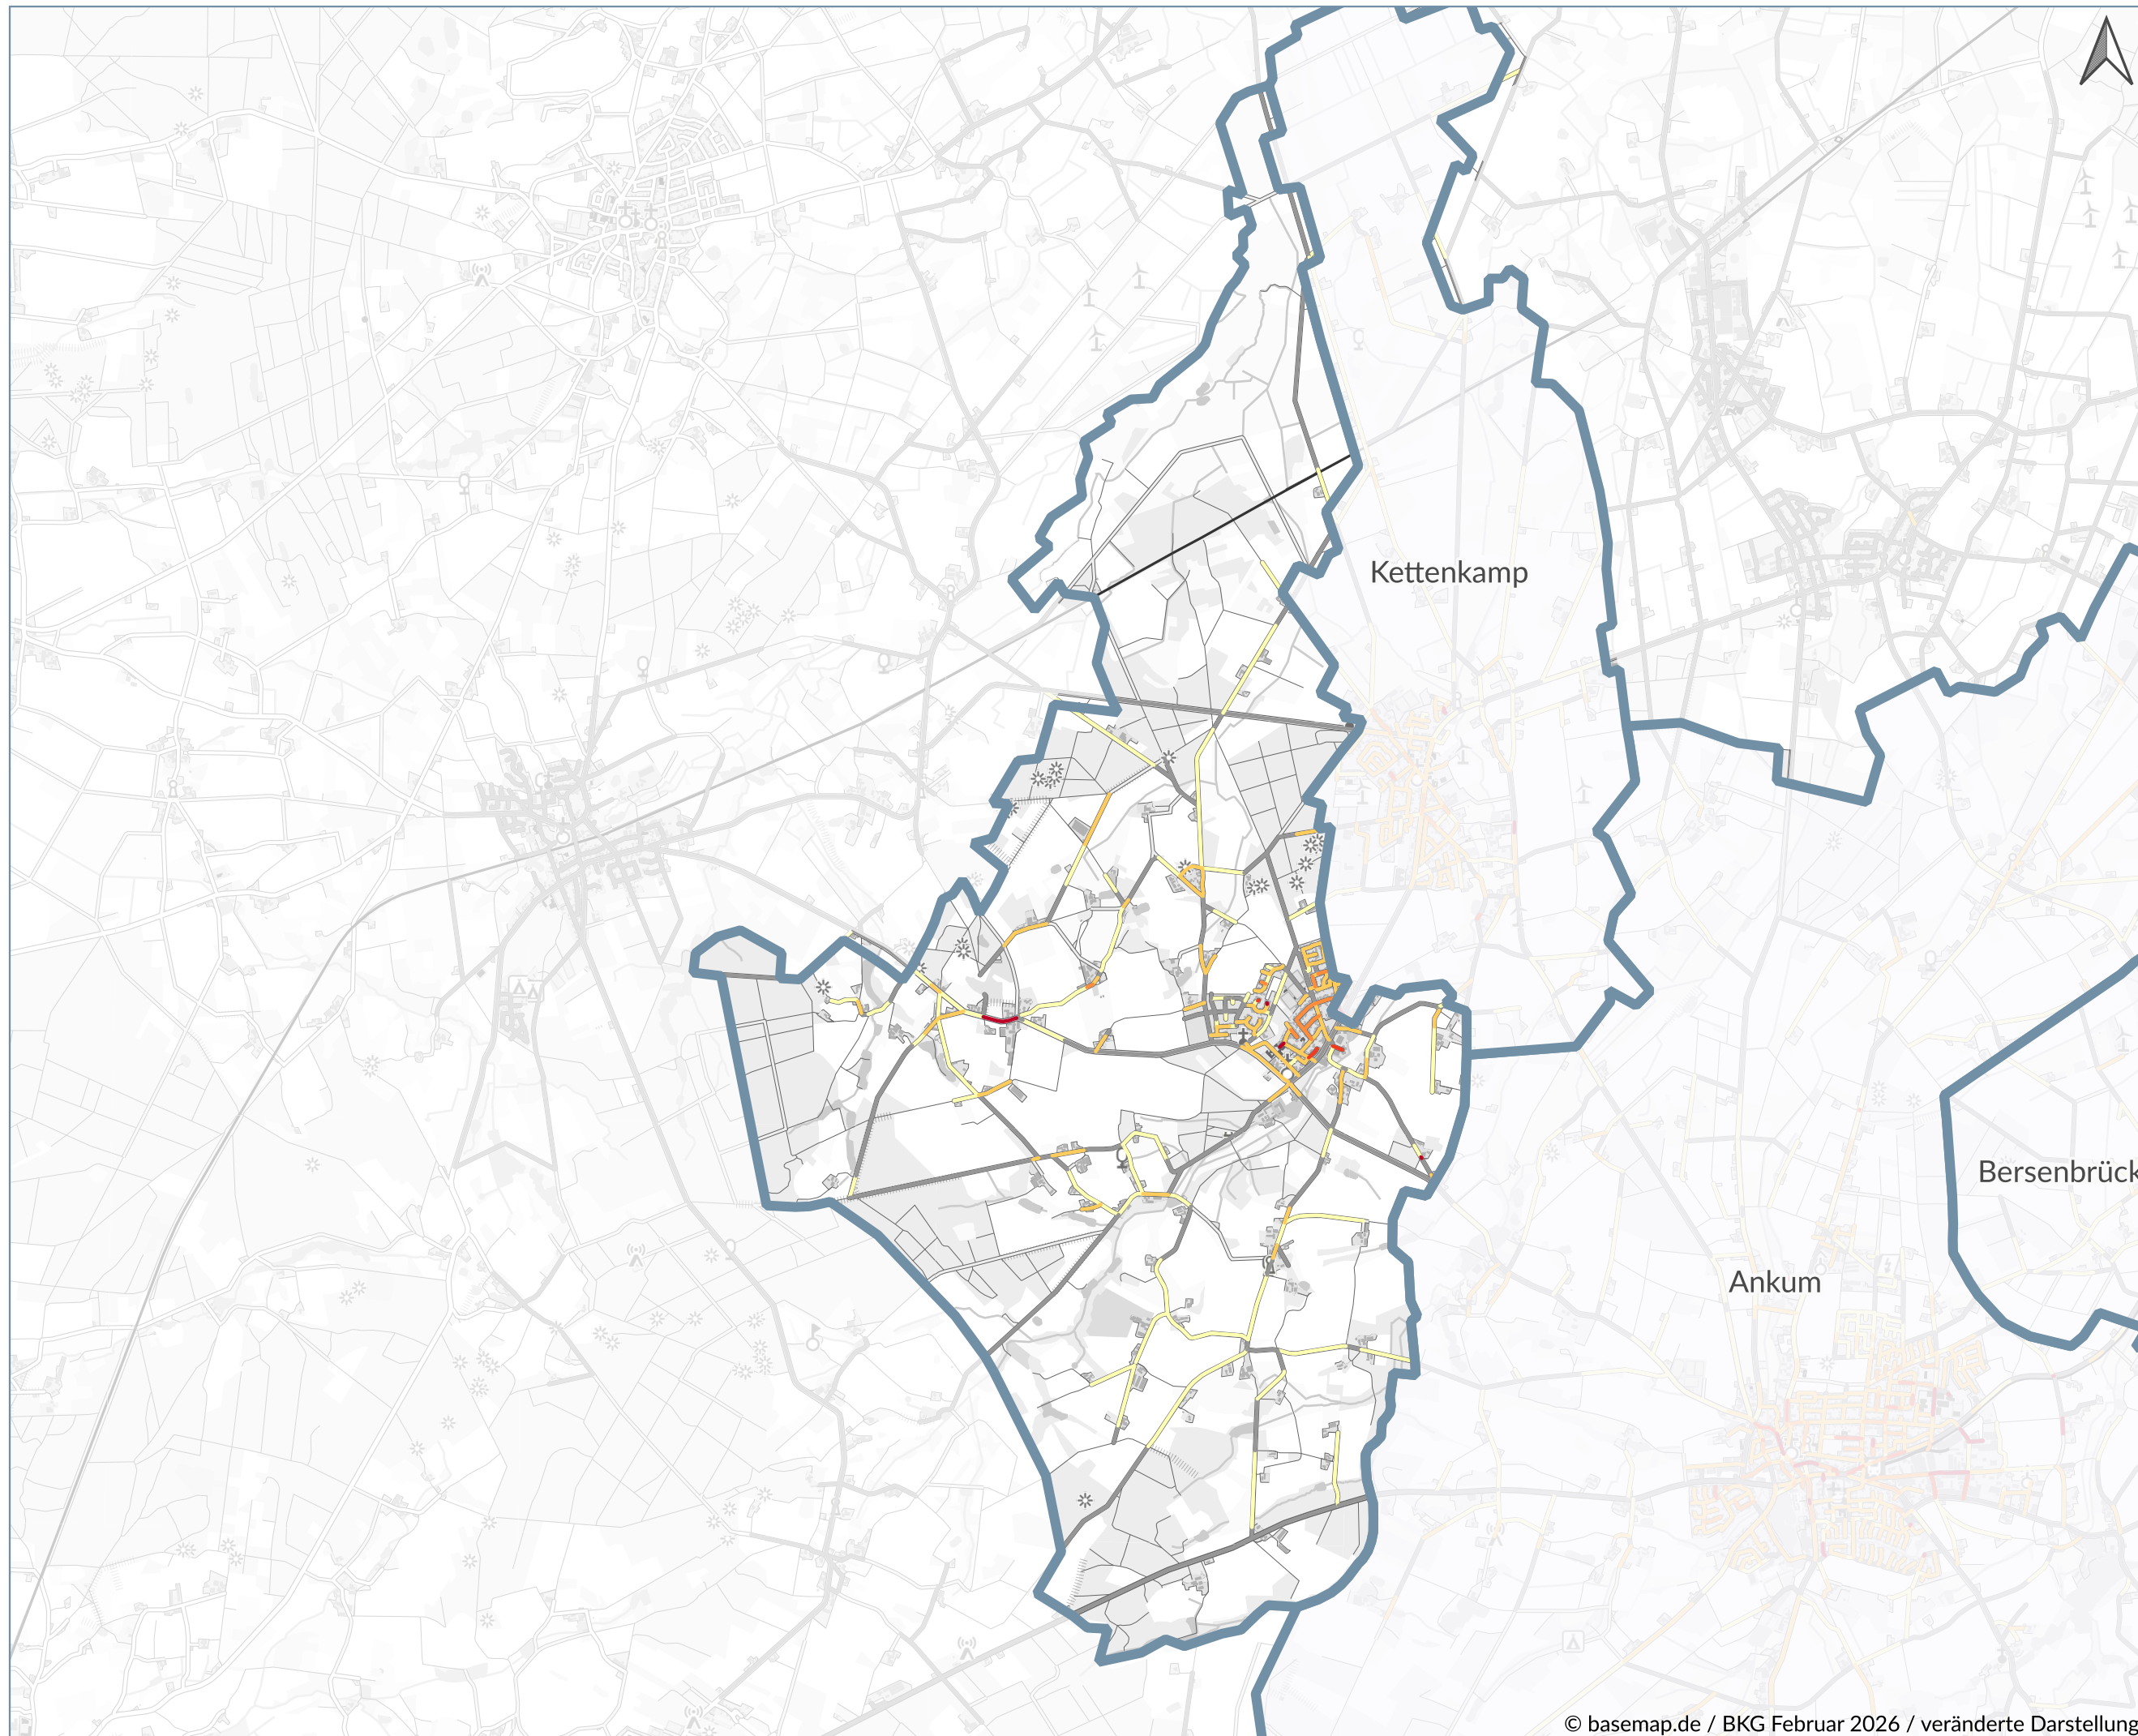 Kettenkamp
Bersenbrück
Ankum
© basemap.de / BKG Februar 2026 / veränderte Darstellung